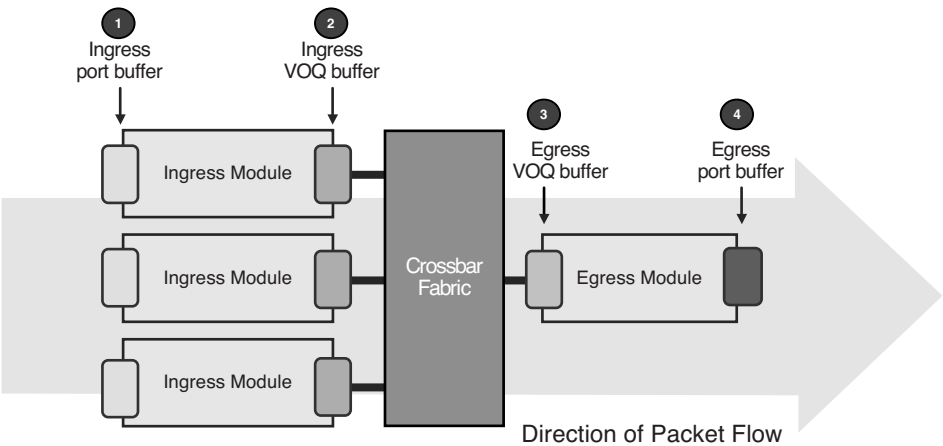 1
Ingress
port buffer
2
Ingress
VOQ buffer
3
Egress
VOQ buffer
4
Egress
port buffer
Ingress Module
Ingress Module
Ingress Module
Crossbar
Fabric
Egress Module
Direction of Packet Flow